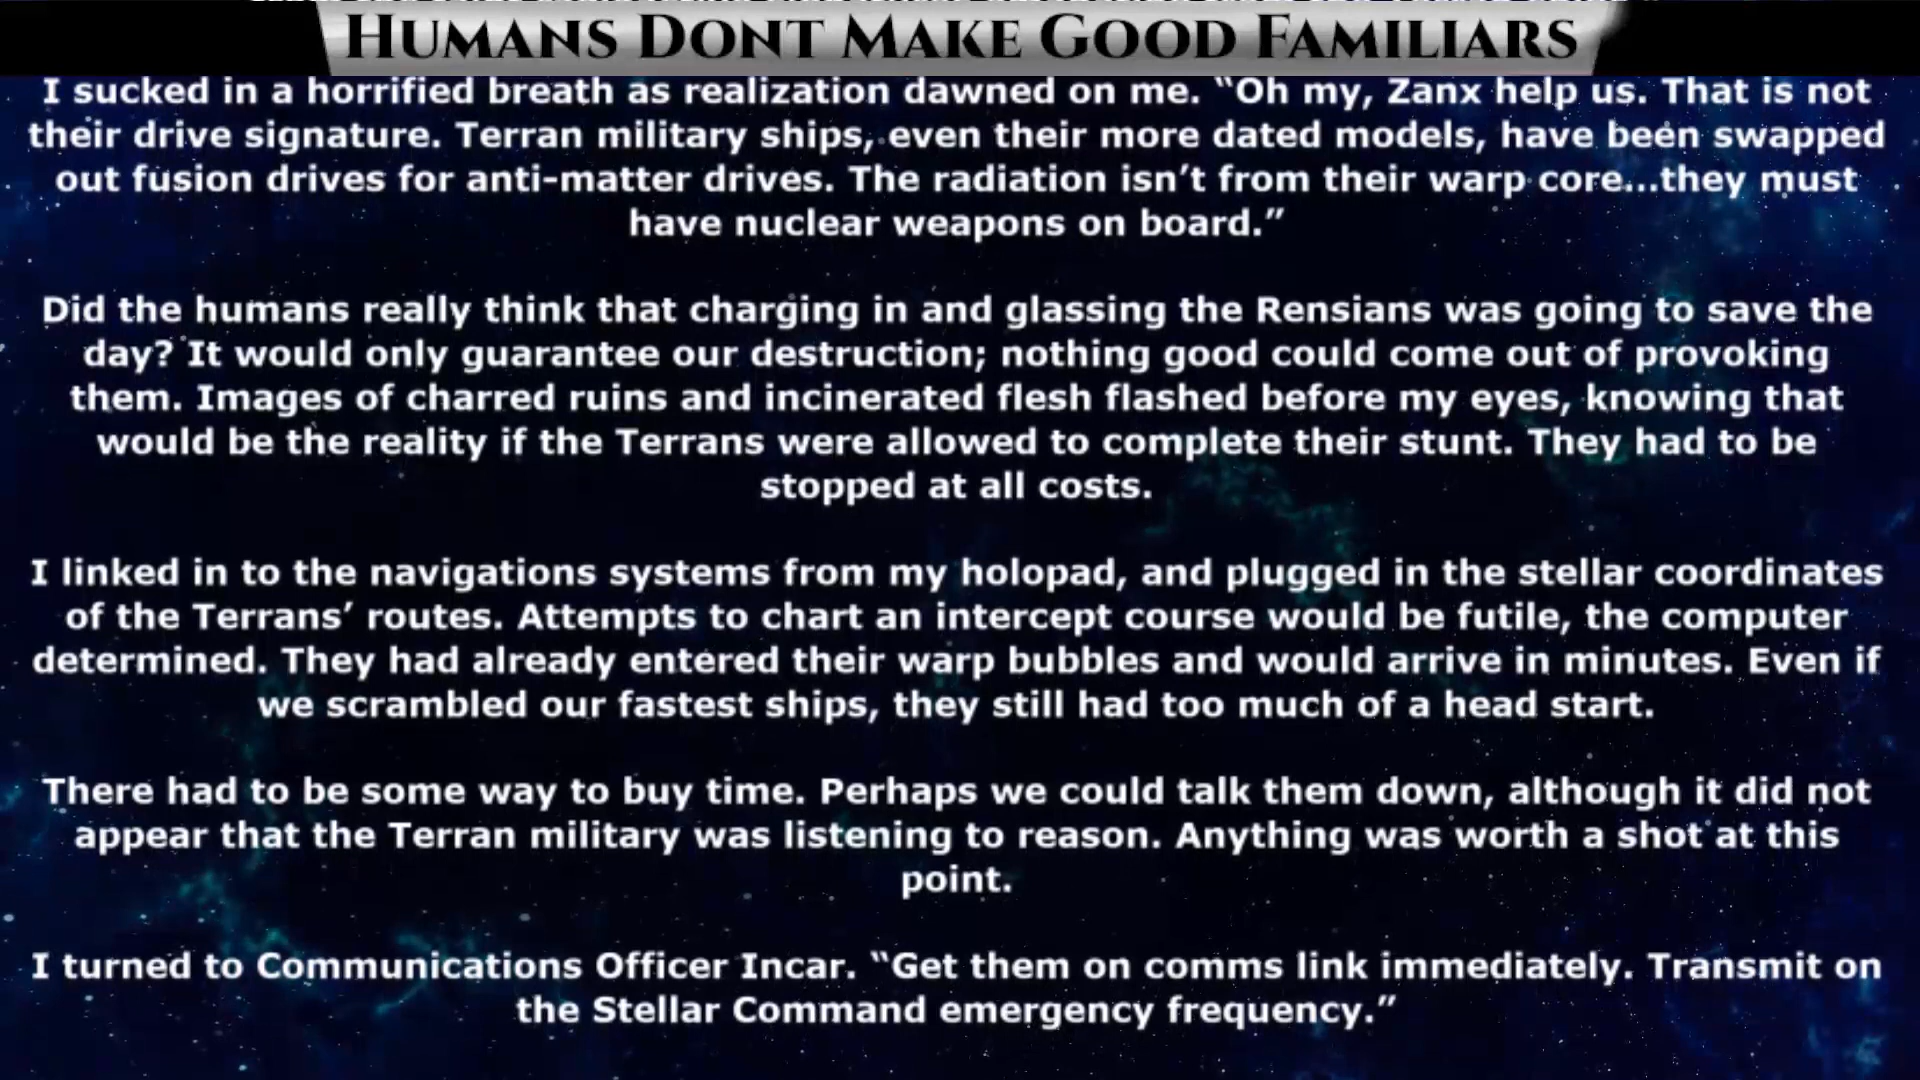 HUMANS DONT MAKE GOOD FAMILIARS
I sucked in a horrified breath as realization dawned on me. “Oh my, Zanx help us. That is not
their drive signature. Terran military ships, even their more dated models, have been swapped
out fusion drives for anti-matter drives. The radiation isn’t from their warp core...they must
have nuclear weapons on board.”
Did the humans really think that charging in and glassing the Rensians was going to save the
day? It would only guarantee our destruction; nothing good could come out of provoking
them. Images of charred ruins and incinerated flesh flashed before my eyes, knowing that
would be the reality if the Terrans were allowed to complete their stunt. They had to be
stopped at all costs.
I linked in to the navigations systems from my holopad, and plugged in the stellar coordinates
of the Terrans’ routes. Attempts to chart an intercept course would be futile, the computer
determined. They had already entered their warp bubbles and would arrive in minutes. Even if
we scrambled our fastest ships, they still had too much of a head start.
There had to be some way to buy time. Perhaps we could talk them down, although it did not
appear that the Terran military was listening to reason. Anything was worth a shot at this
point.
I turned to Communications Officer Incar. “Get them on comms link immediately. Transmit on
the Stellar Command emergency frequency.”